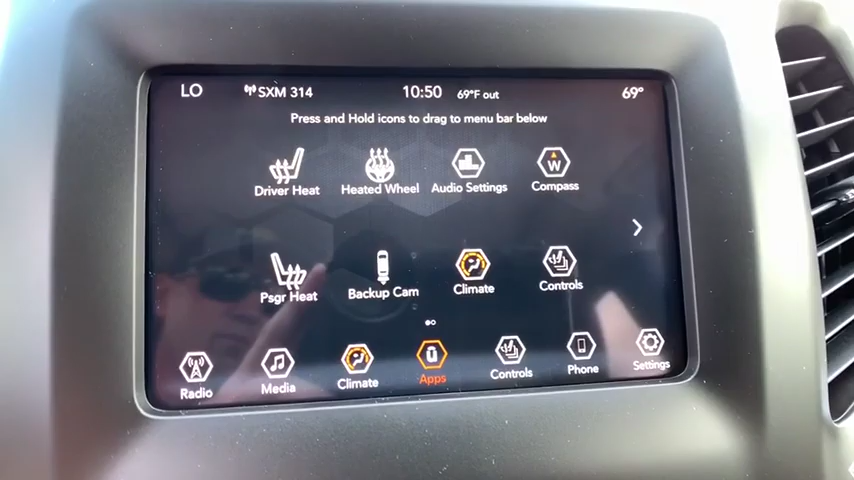 LO SXM 314 10:50 69°F out 69°
Press and Hold icons to drag to menu bar below
Driver Heat Heated Wheel Audio Settings W Compass
Psgr Heat Backup Cam Climate Controls
Radio Media Climate Apps Controls Phone Settings